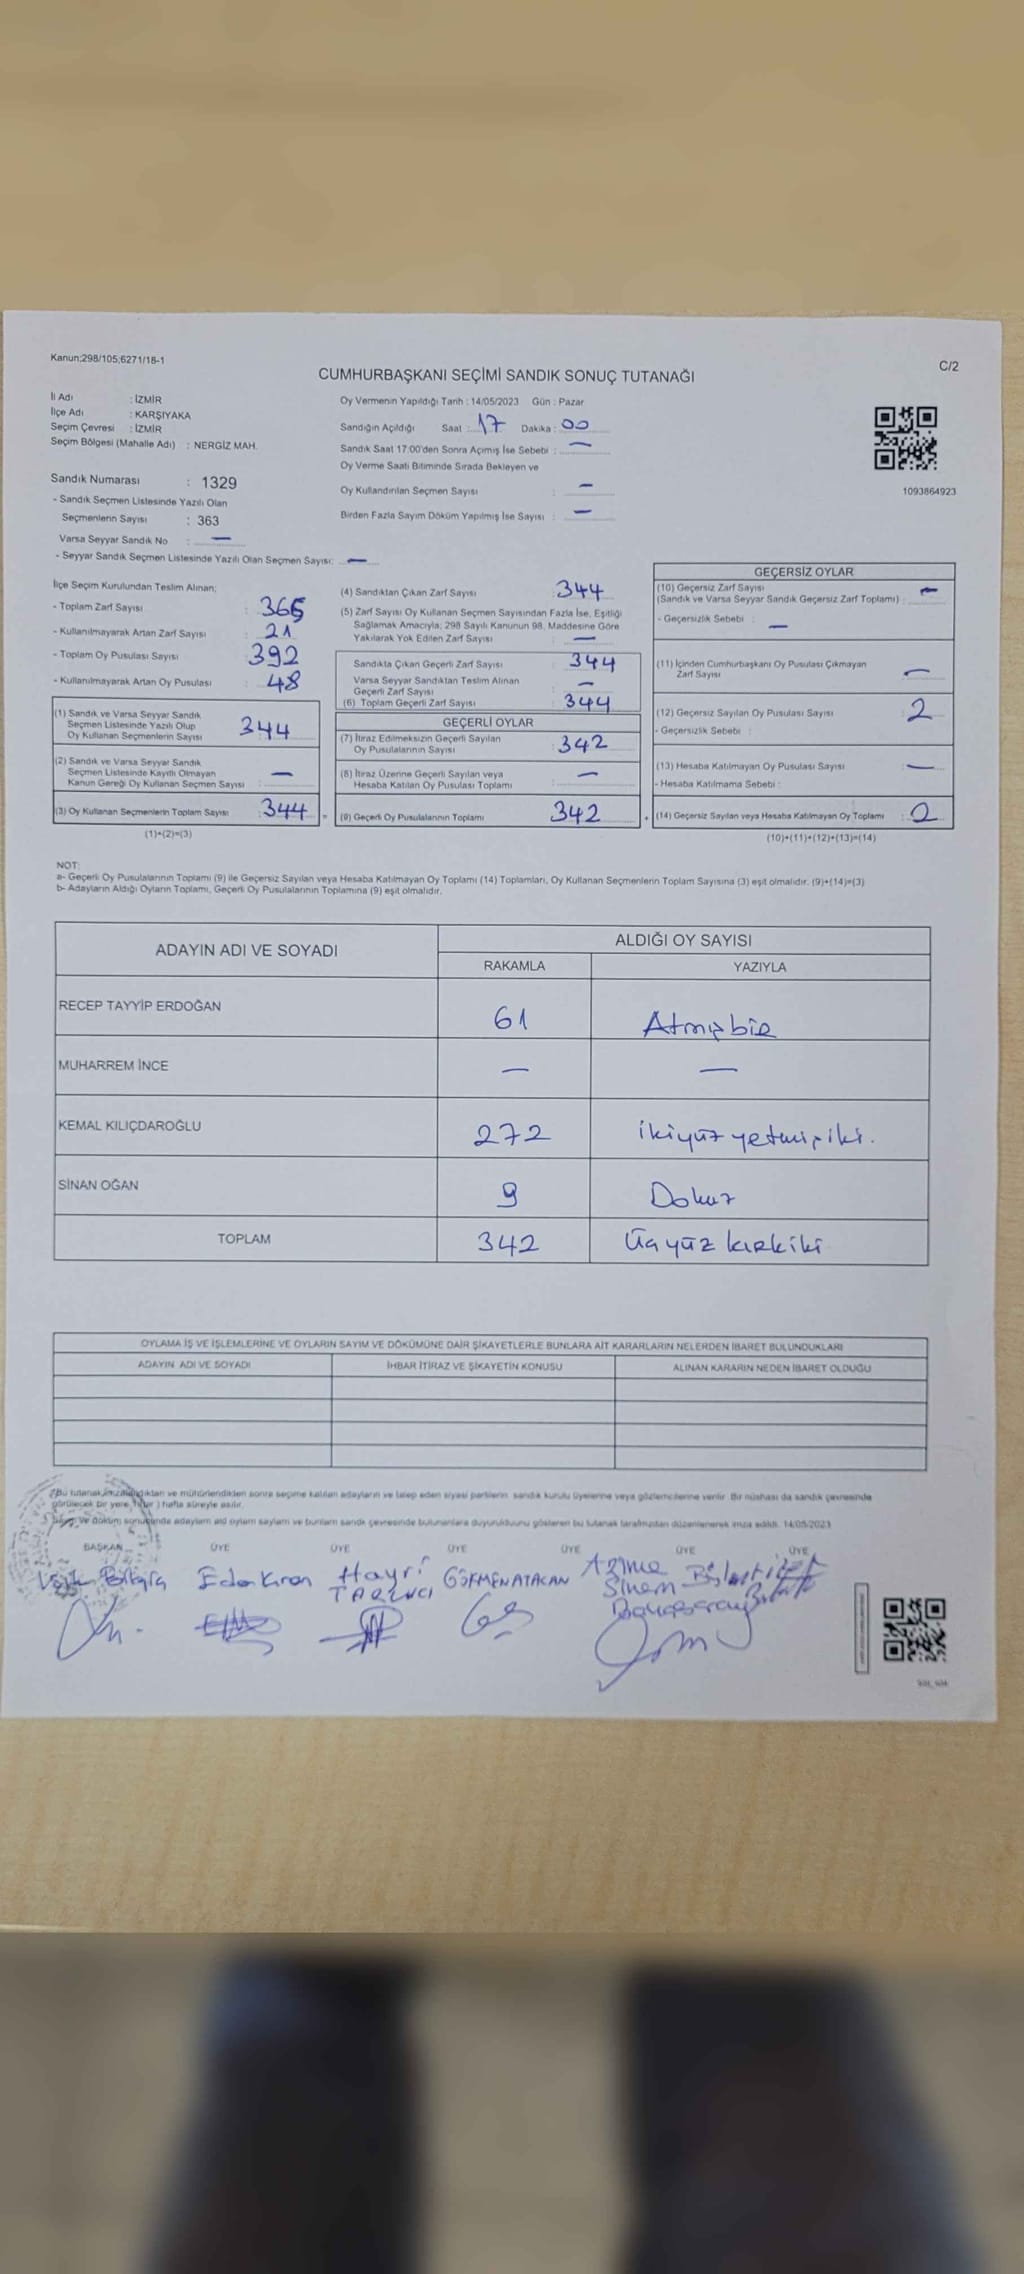 Kanun;298/105;6271/18-1
C/2
CUMHURBAŞKANI SEÇİMİ SANDIK SONUÇ TUTANAĞI
İl Adı : İZMİR
İlçe Adı : KARŞIYAKA
Seçim Çevresi : İZMİR
Seçim Bölgesi (Mahalle Adı) : NERGİZ MAH.
Sandık Numarası : 1329
- Sandık Seçmen Listesinde Yazılı Olan
Seçmenlerin Sayısı : 363
Varsa Seyyar Sandık No : —
- Seyyar Sandık Seçmen Listesinde Yazılı Olan Seçmen Sayısı: —
Oy Vermenin Yapıldığı Tarih : 14/05/2023 Gün : Pazar
Sandığın Açıldığı Saat : 17 Dakika : 00
Sandık Saat 17:00'den Sonra Açımış İse Sebebi : —
Oy Verme Saati Bitiminde Sırada Bekleyen ve
Oy Kullandırılan Seçmen Sayısı : —
Birden Fazla Sayım Döküm Yapılmış İse Sayısı : —
1093864923
İlçe Seçim Kurulundan Teslim Alınan;
- Toplam Zarf Sayısı : 365
- Kullanılmayarak Artan Zarf Sayısı : 21
- Toplam Oy Pusulası Sayısı : 392
- Kullanılmayarak Artan Oy Pusulası : 48
(1) Sandık ve Varsa Seyyar Sandık
Seçmen Listesinde Yazılı Olup
Oy Kullanan Seçmenlerin Sayısı : 344
(2) Sandık ve Varsa Seyyar Sandık
Seçmen Listesinde Kayıtlı Olmayan
Kanun Gereği Oy Kullanan Seçmen Sayısı : —
(3) Oy Kullanan Seçmenlerin Toplam Sayısı : 344 =
(1)+(2)=(3)
(4) Sandıktan Çıkan Zarf Sayısı : 344
(5) Zarf Sayısı Oy Kullanan Seçmen Sayısından Fazla İse, Eşitliği
Sağlamak Amacıyla; 298 Sayılı Kanunun 98. Maddesine Göre
Yakılarak Yok Edilen Zarf Sayısı : —
Sandıkta Çıkan Geçerli Zarf Sayısı : 344
Varsa Seyyar Sandıktan Teslim Alınan
Geçerli Zarf Sayısı : —
(6) Toplam Geçerli Zarf Sayısı : 344
GEÇERLİ OYLAR
(7) İtiraz Edilmeksizin Geçerli Sayılan
Oy Pusulalarının Sayısı : 342
(8) İtiraz Üzerine Geçerli Sayılan veya
Hesaba Katılan Oy Pusulası Toplamı : —
(9) Geçerli Oy Pusulalarının Toplamı : 342 +
GEÇERSİZ OYLAR
(10) Geçersiz Zarf Sayısı
(Sandık ve Varsa Seyyar Sandık Geçersiz Zarf Toplamı) : —
- Geçersizlik Sebebi : —
(11) İçinden Cumhurbaşkanı Oy Pusulası Çıkmayan
Zarf Sayısı : —
(12) Geçersiz Sayılan Oy Pusulası Sayısı : 2
- Geçersizlik Sebebi :
(13) Hesaba Katılmayan Oy Pusulası Sayısı : —
- Hesaba Katılmama Sebebi :
(14) Geçersiz Sayılan veya Hesaba Katılmayan Oy Toplamı : 2
(10)+(11)+(12)+(13)=(14)
NOT:
a- Geçerli Oy Pusulalarının Toplamı (9) ile Geçersiz Sayılan veya Hesaba Katılmayan Oy Toplamı (14) Toplamları, Oy Kullanan Seçmenlerin Toplam Sayısına (3) eşit olmalıdır. (9)+(14)=(3)
b- Adayların Aldığı Oyların Toplamı, Geçerli Oy Pusulalarının Toplamına (9) eşit olmalıdır.
ADAYIN ADI VE SOYADI ALDIĞI OY SAYISI
RAKAMLA YAZIYLA
RECEP TAYYİP ERDOĞAN 61 Atmışbir
MUHARREM İNCE — —
KEMAL KILIÇDAROĞLU 272 ikiyüz yetmişiki.
SİNAN OĞAN 9 Dokuz
TOPLAM 342 Üçyüz kırkiki
OYLAMA İŞ VE İŞLEMLERİNE VE OYLARIN SAYIM VE DÖKÜMÜNE DAİR ŞİKAYETLERLE BUNLARA AİT KARARLARIN NELERDEN İBARET BULUNDUKLARI
ADAYIN ADI VE SOYADI İHBAR İTİRAZ VE ŞİKAYETİN KONUSU ALINAN KARARIN NEDEN İBARET OLDUĞU
Bu tutanak imzalandıktan ve mühürlendikten sonra seçime katılan adayların ve talep eden siyasi partilerin sandık kurulu üyelerine veya gözlemcilerine verilir. Bir nüshası da sandık çevresinde
görülecek bir yere hafta süreyle asılır.
ve döküm sonucunda adayların oyların sayım ve bunların sandık çevresinde bulunanlara duyurulduğunu gösteren bu tutanak tarafımızdan düzenlenerek imza edildi. 14/05/2023
BAŞKAN ÜYE ÜYE ÜYE ÜYE ÜYE ÜYE
Eda Kıran Hayri GÖKMEN ATAKAN Azime
Sinem